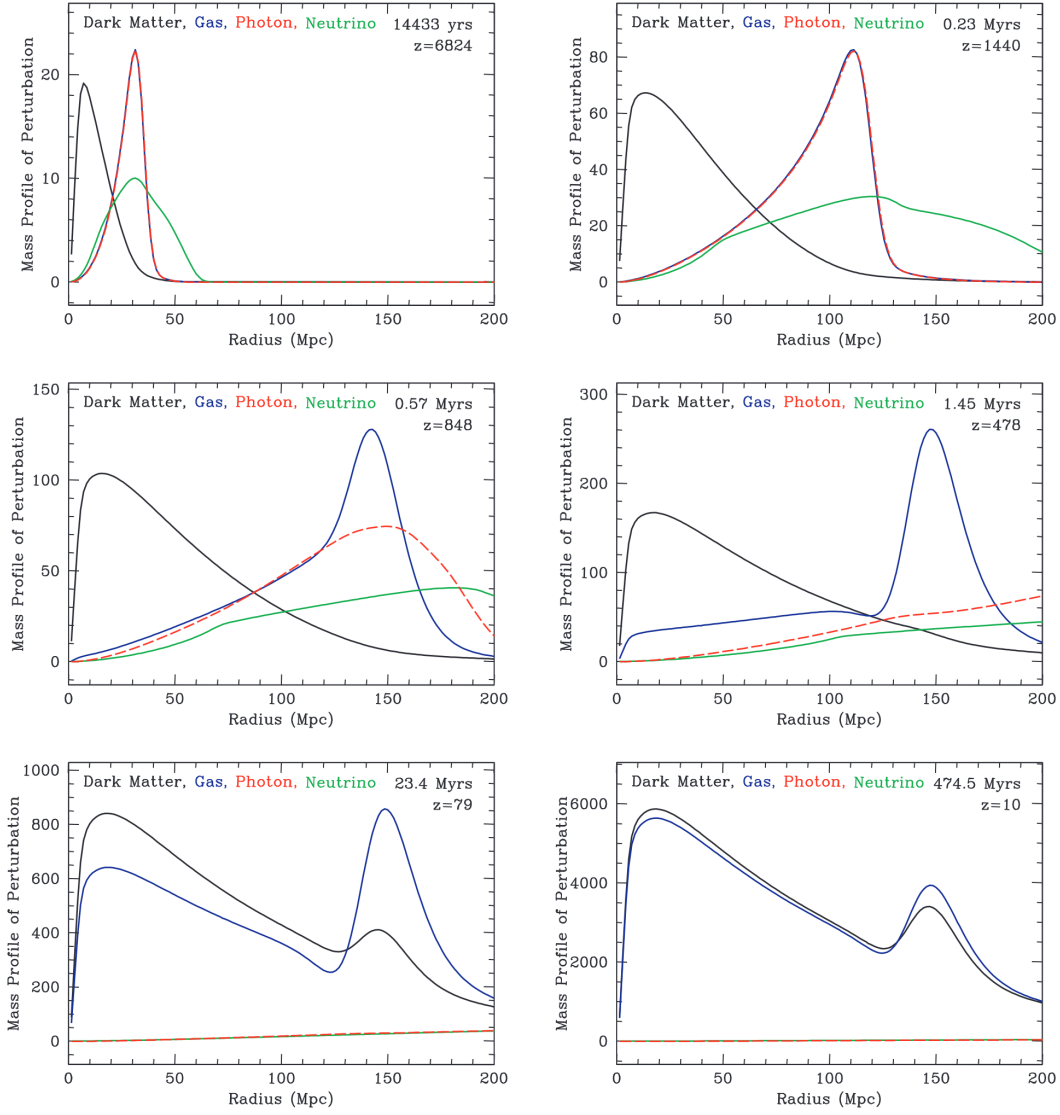 Dark Matter, Gas, Photon, Neutrino 14433 yrs
z=6824
Mass Profile of Perturbation
20
10
0
0 50 100 150 200
Radius (Mpc)
Dark Matter, Gas, Photon, Neutrino 0.23 Myrs
z=1440
Mass Profile of Perturbation
80
60
40
20
0
0 50 100 150 200
Radius (Mpc)
Dark Matter, Gas, Photon, Neutrino 0.57 Myrs
z=848
Mass Profile of Perturbation
150
100
50
0
0 50 100 150 200
Radius (Mpc)
Dark Matter, Gas, Photon, Neutrino 1.45 Myrs
z=478
Mass Profile of Perturbation
300
200
100
0
0 50 100 150 200
Radius (Mpc)
Dark Matter, Gas, Photon, Neutrino 23.4 Myrs
z=79
Mass Profile of Perturbation
1000
800
600
400
200
0
0 50 100 150 200
Radius (Mpc)
Dark Matter, Gas, Photon, Neutrino 474.5 Myrs
z=10
Mass Profile of Perturbation
6000
4000
2000
0
0 50 100 150 200
Radius (Mpc)